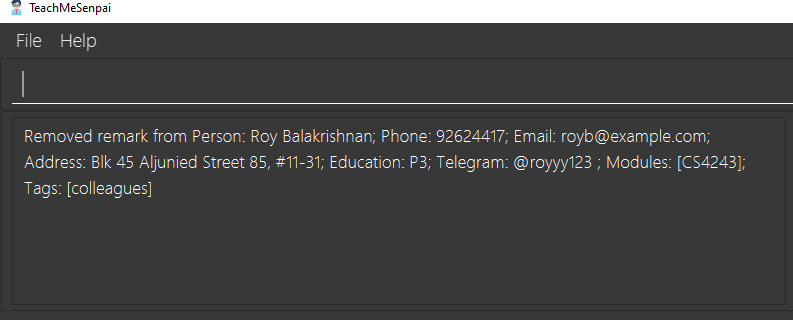 TeachMeSenpai
File Help
Removed remark from Person: Roy Balakrishnan; Phone: 92624417; Email: royb@example.com;
Address: Blk 45 Aljunied Street 85, #11-31; Education: P3; Telegram: @royyy123 ; Modules: [CS4243];
Tags: [colleagues]